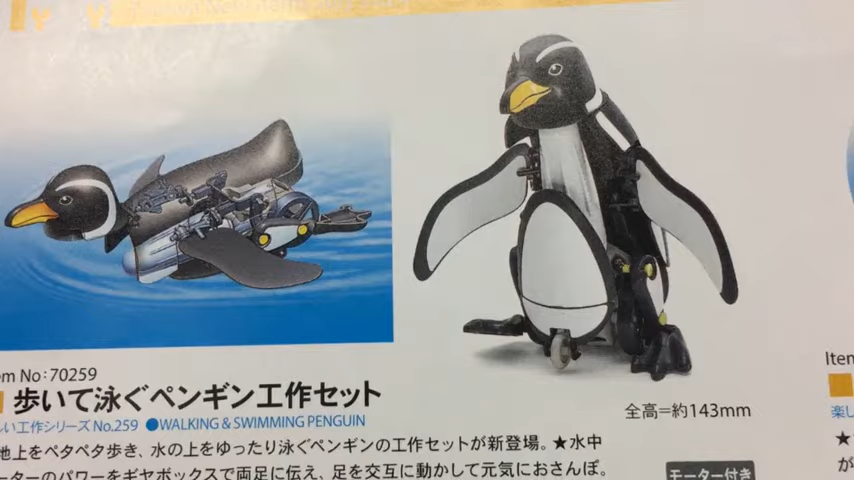 em No:70259
歩いて泳ぐペンギン工作セット
しい工作シリーズ No.259 ●WALKING & SWIMMING PENGUIN
地上をペタペタ歩き、水の上をゆったり泳ぐペンギンの工作セットが新登場。★水中
ーターのパワーをギヤボックスで両足に伝え、足を交互に動かして元気におさんぽ。
全高=約143mm
モーター付き
Item
楽し
★
が